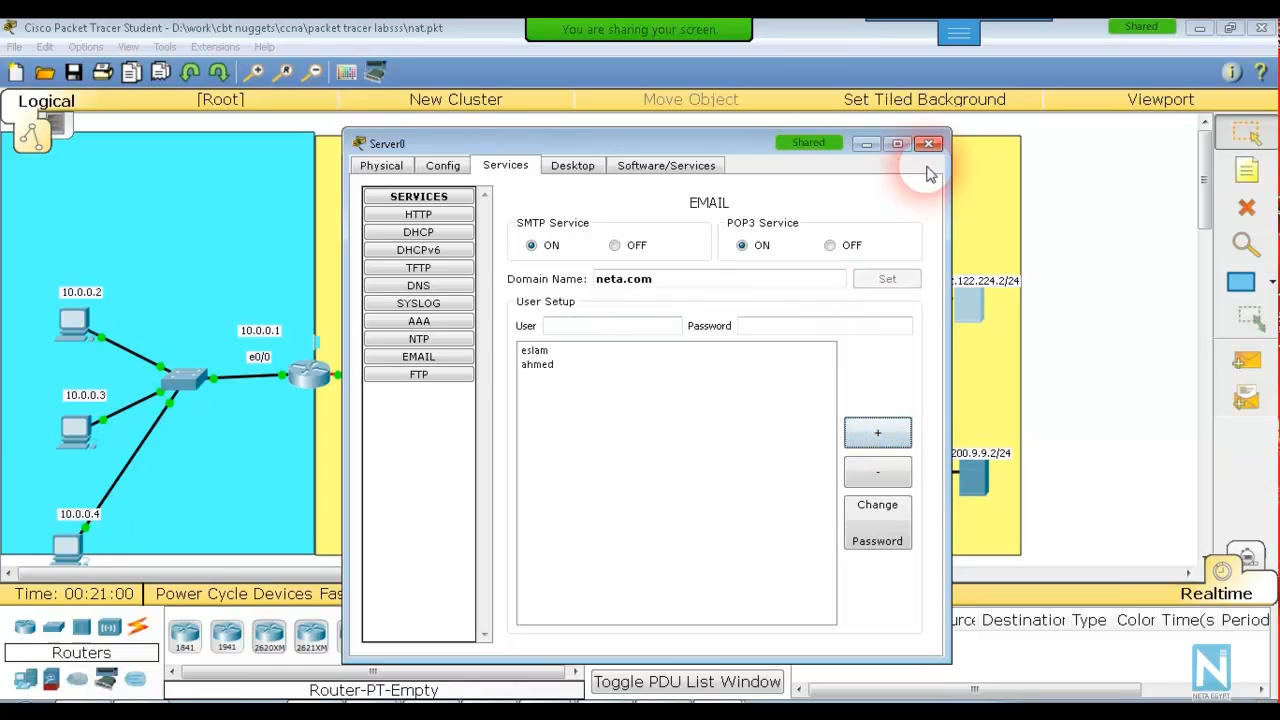 Cisco Packet Tracer Student - D:\work\cbt nuggets\ccna\packet tracer labsss\nat.pkt
You are sharing your screen.
Shared
File Edit Options View Tools Extensions Help
Logical [Root] New Cluster Move Object Set Tiled Background Viewport
Server0 Shared
Physical Config Services Desktop Software/Services
SERVICES
HTTP
DHCP
DHCPv6
TFTP
DNS
SYSLOG
AAA
NTP
EMAIL
FTP
EMAIL
SMTP Service POP3 Service
ON OFF ON OFF
Domain Name: neta.com Set
User Setup
User Password
eslam
ahmed
+
-
Change
Password
10.0.0.2
10.0.0.1
e0/0
10.0.0.3
10.0.0.4
.122.224.2/24
200.9.9.2/24
Time: 00:21:00 Power Cycle Devices Fas
Realtime
Routers
1841 1941 2620XM 2621XM
Router-PT-Empty
Toggle PDU List Window
Destination Type Color Time(s) Period
N
NETA EGYPT